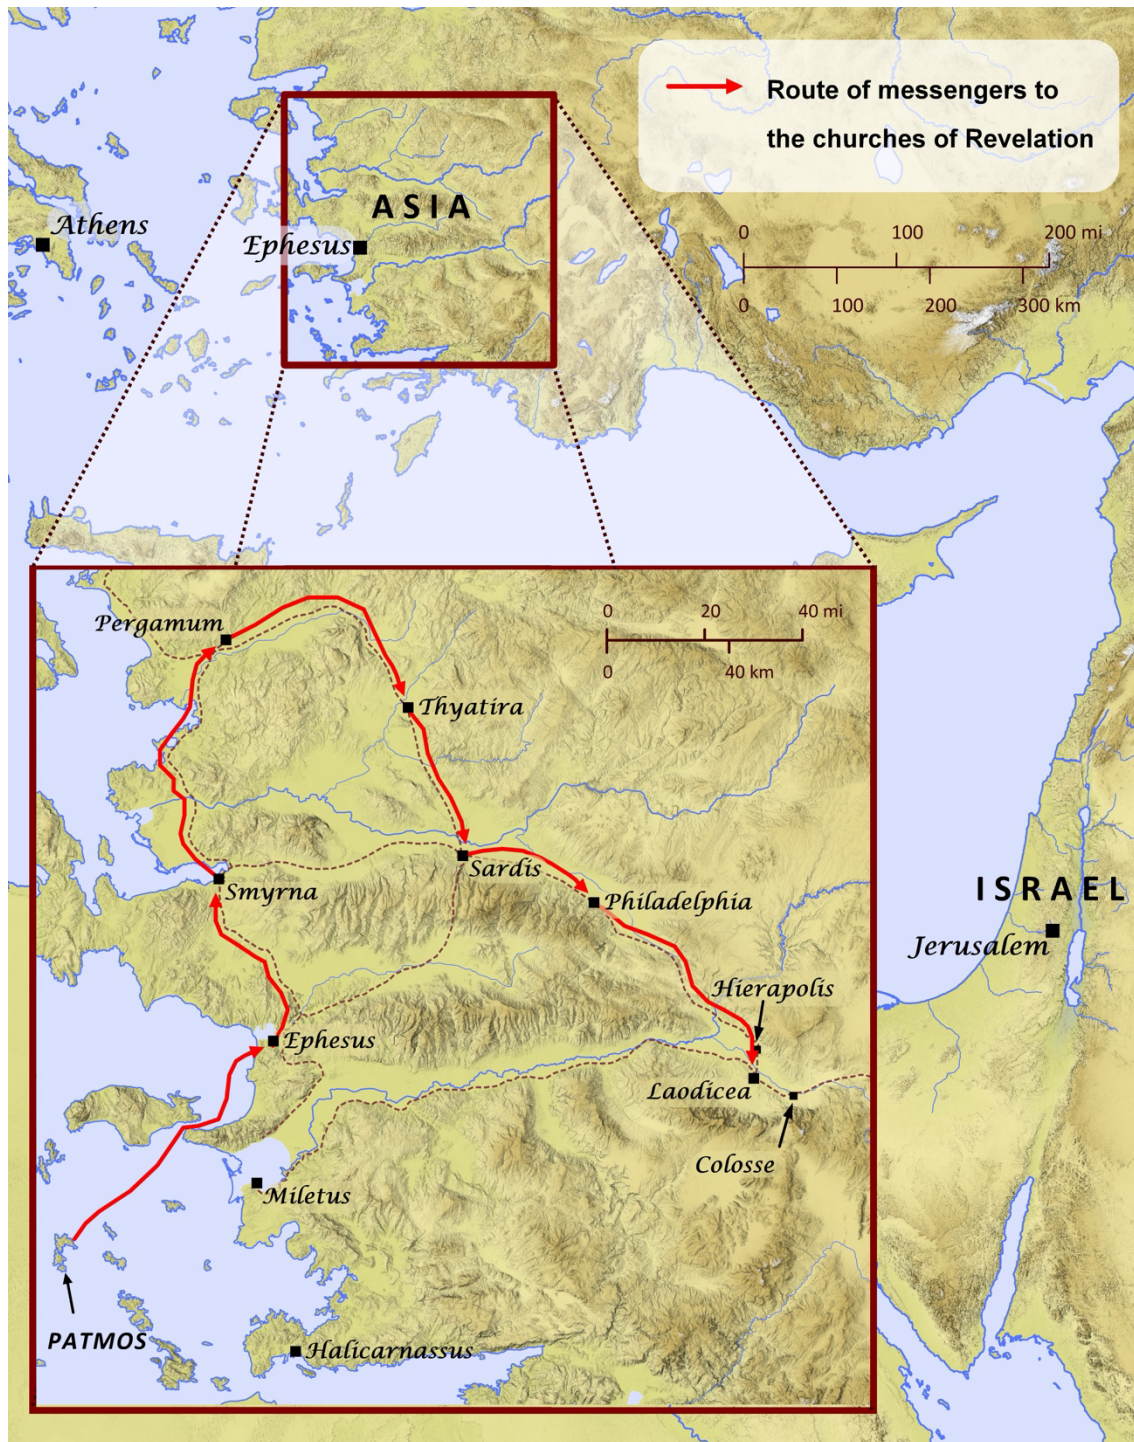 Route of messengers to
the churches of Revelation
Athens
ASIA
Ephesus
0 100 200 mi
0 100 200 300 km
Pergamum
0 20 40 mi
0 40 km
Thyatira
Sardis
Smyrna
Philadelphia
ISRAEL
Jerusalem
Hierapolis
Ephesus
Laodicea
Colosse
Miletus
PATMOS
Halicarnassus